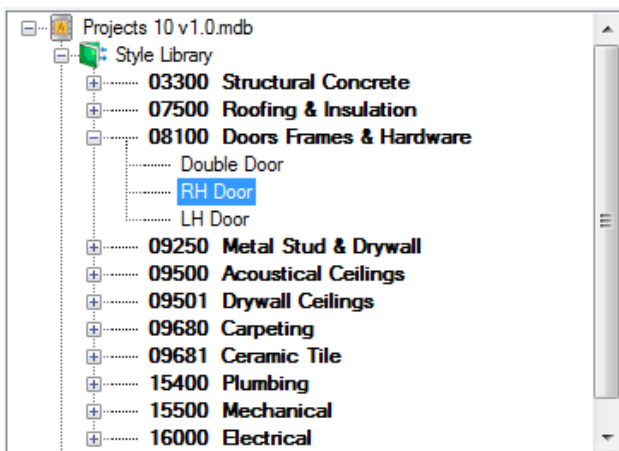 Projects 10 v1.0.mdb
Style Library
03300 Structural Concrete
07500 Roofing & Insulation
08100 Doors Frames & Hardware
Double Door
RH Door
LH Door
09250 Metal Stud & Drywall
09500 Acoustical Ceilings
09501 Drywall Ceilings
09680 Carpeting
09681 Ceramic Tile
15400 Plumbing
15500 Mechanical
16000 Electrical